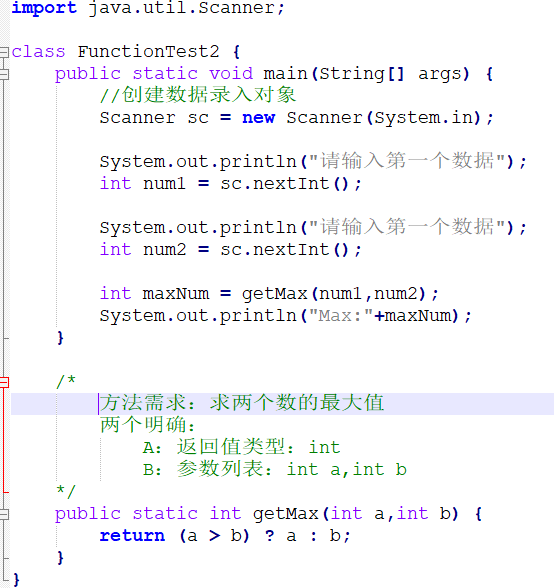 import java.util.Scanner;
class FunctionTest2 {
public static void main(String[] args) {
//创建数据录入对象
Scanner sc = new Scanner(System.in);
System.out.println("请输入第一个数据");
int num1 = sc.nextInt();
System.out.println("请输入第一个数据");
int num2 = sc.nextInt();
int maxNum = getMax(num1,num2);
System.out.println("Max:"+maxNum);
}
/*
方法需求：求两个数的最大值
两个明确：
A：返回值类型：int
B：参数列表：int a,int b
*/
public static int getMax(int a,int b) {
return (a > b) ? a : b;
}
}